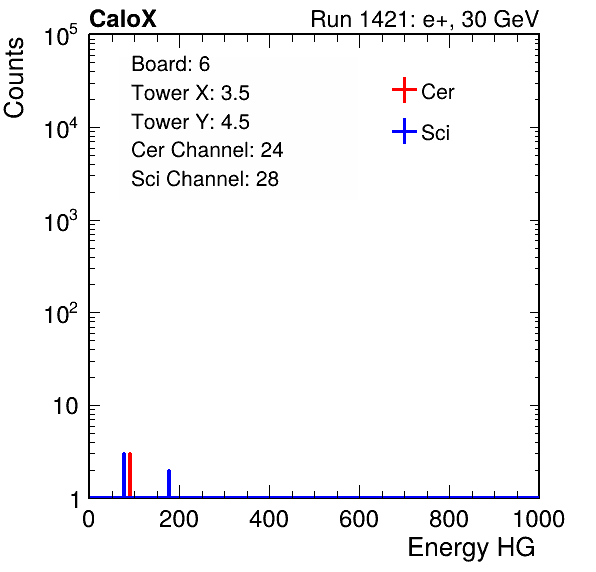 CaloX Run 1421: e+, 30 GeV
Counts
Board: 6
Tower X: 3.5
Tower Y: 4.5
Cer Channel: 24
Sci Channel: 28
Cer
Sci
10^5
10^4
10^3
10^2
10
1
0 200 400 600 800 1000
Energy HG